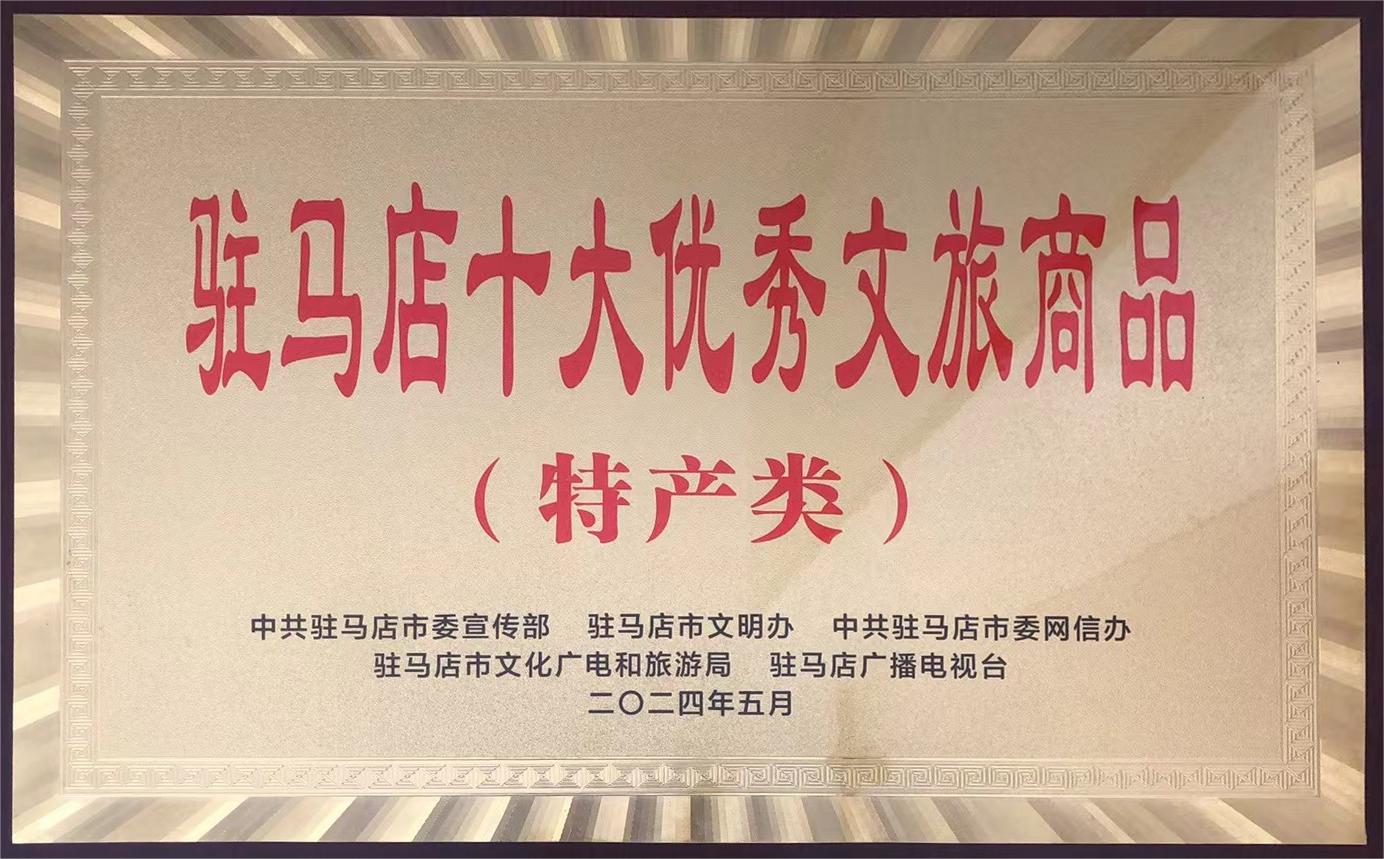 驻马店十大优秀文旅商品
（特产类）
中共驻马店市委宣传部 驻马店市文明办 中共驻马店市委网信办
驻马店市文化广电和旅游局 驻马店广播电视台
二〇二四年五月